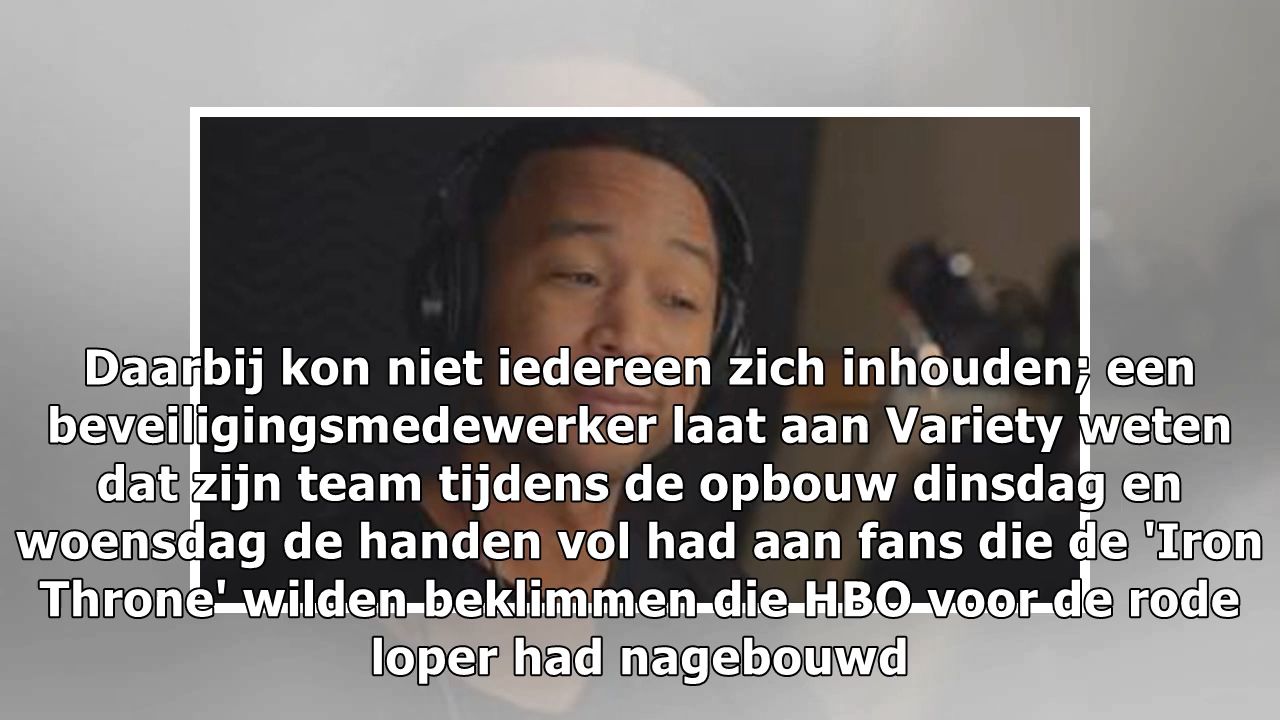 Daarbij kon niet iedereen zich inhouden; een
beveiligingsmedewerker laat aan Variety weten
dat zijn team tijdens de opbouw dinsdag en
woensdag de handen vol had aan fans die de 'Iron
Throne' wilden beklimmen die HBO voor de rode
loper had nagebouwd